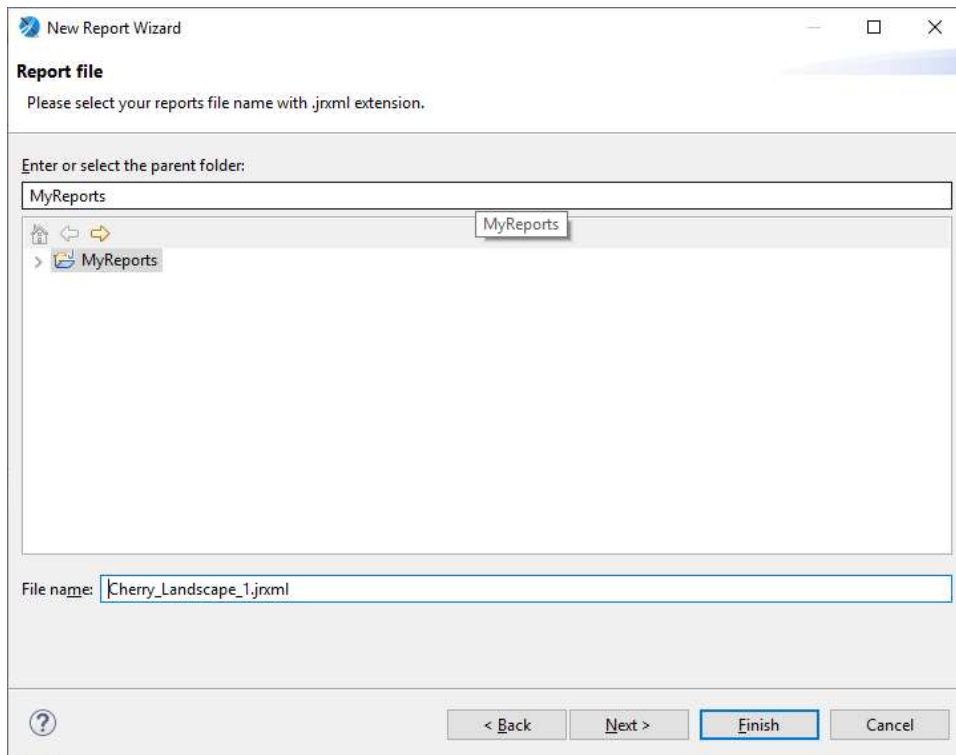 New Report Wizard
Report file
Please select your reports file name with .jrxml extension.
Enter or select the parent folder:
MyReports
MyReports
MyReports
File name: Cherry_Landscape_1.jrxml
? < Back Next > Finish Cancel